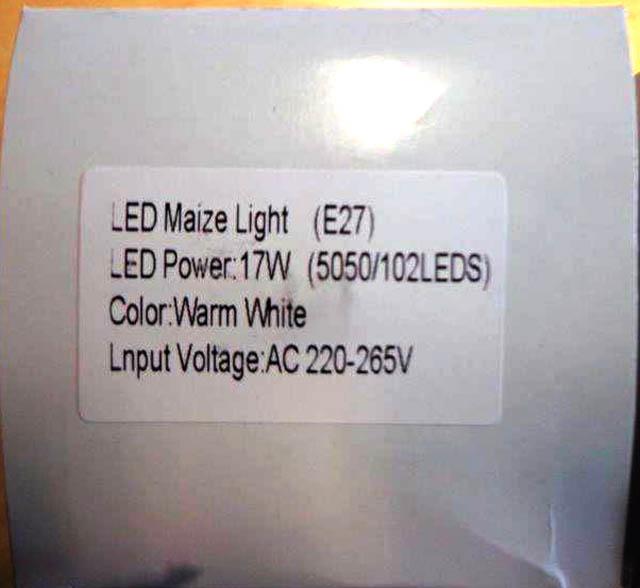 LED Maize Light (E27)
LED Power:17W (5050/102LEDS)
Color:Warm White
Lnput Voltage:AC 220-265V